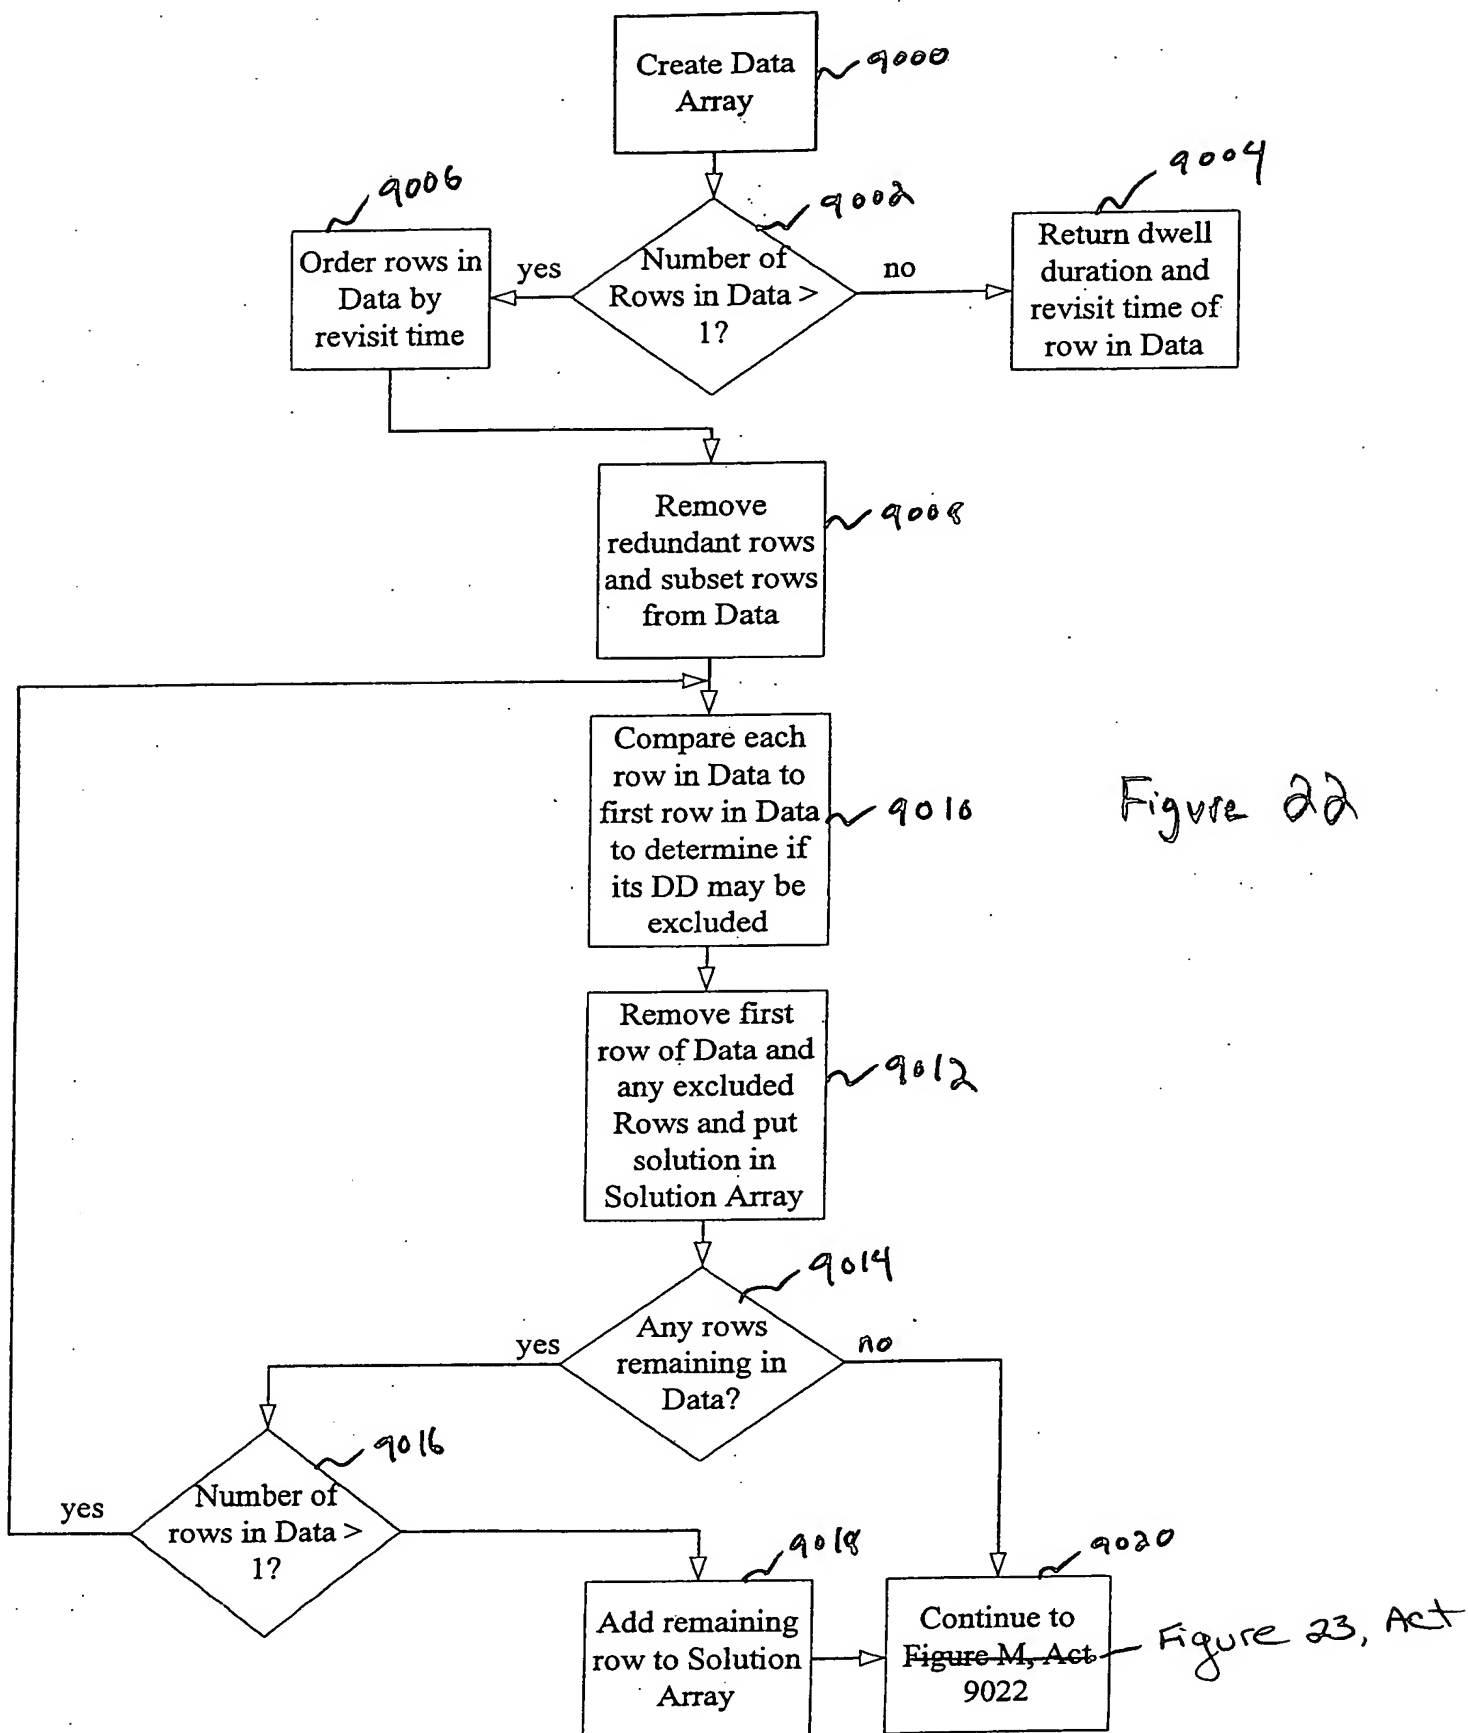 Create Data
Array
9000
9006
9002
9004
Order rows in
Data by
revisit time
yes
Number of
Rows in Data >
1?
no
Return dwell
duration and
revisit time of
row in Data
Remove
redundant rows
and subset rows
from Data
9008
Compare each
row in Data to
first row in Data
to determine if
its DD may be
excluded
9010
Figure 22
Remove first
row of Data and
any excluded
Rows and put
solution in
Solution Array
9012
9014
yes
Any rows
remaining in
Data?
no
9016
yes
Number of
rows in Data >
1?
9018
9020
Add remaining
row to Solution
Array
Continue to
Figure M, Act
9022
Figure 23, Act